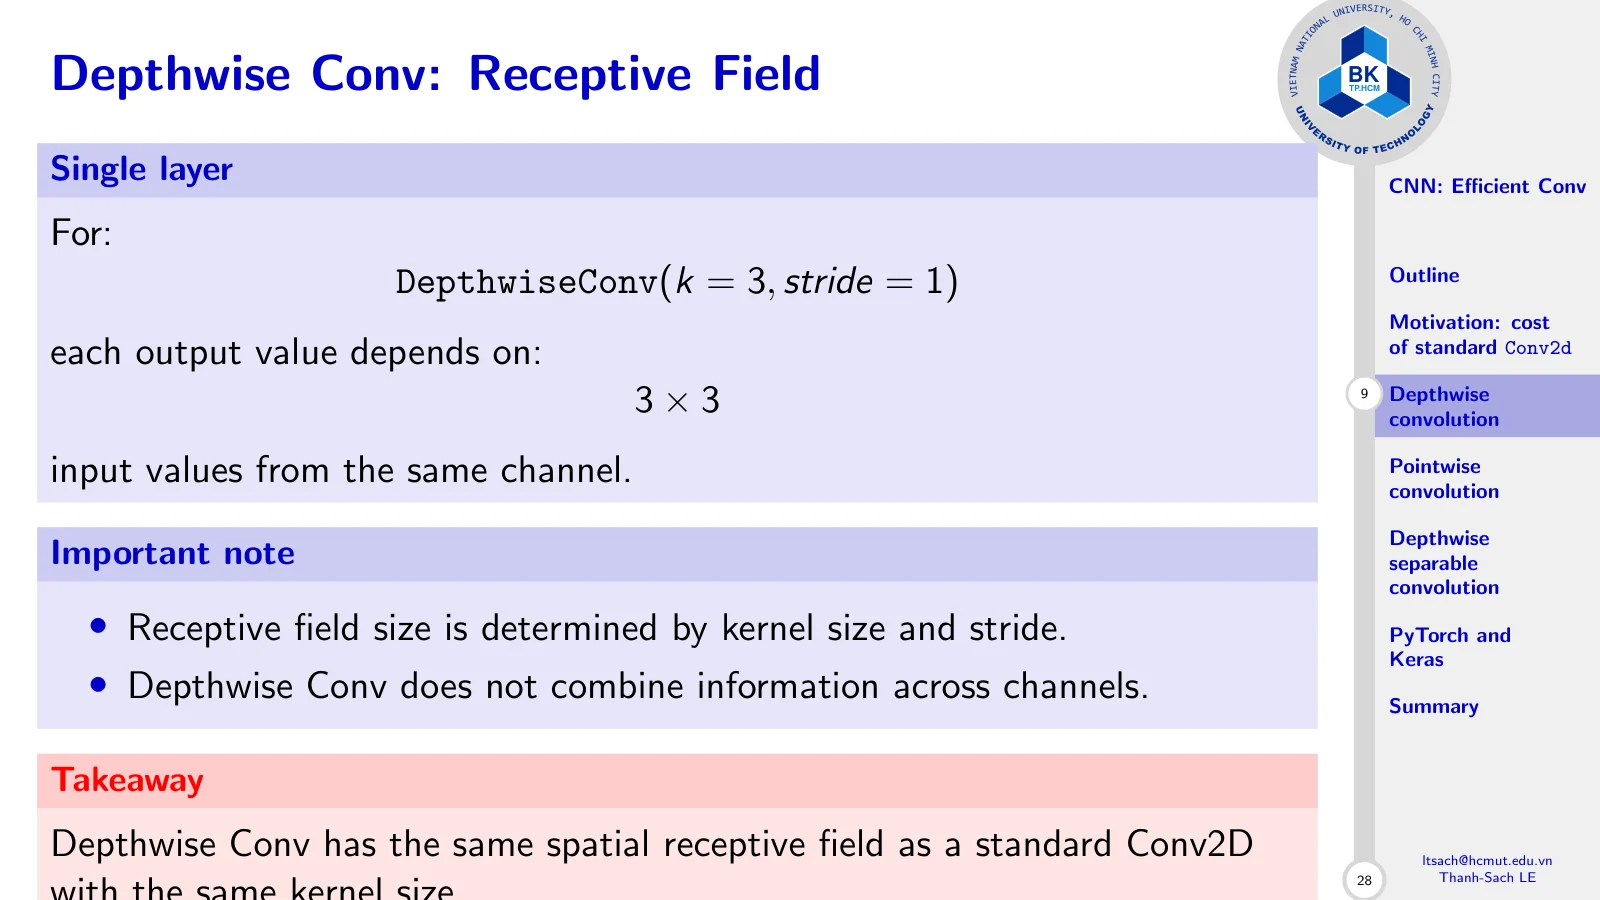 Depthwise Conv: Receptive Field
Single layer
For:
DepthwiseConv(k = 3, stride = 1)
each output value depends on:
3 × 3
input values from the same channel.
Important note
• Receptive field size is determined by kernel size and stride.
• Depthwise Conv does not combine information across channels.
Takeaway
Depthwise Conv has the same spatial receptive field as a standard Conv2D
with the same kernel size
VIETNAM NATIONAL UNIVERSITY, HO CHI MINH CITY
BK
TP.HCM
UNIVERSITY OF TECHNOLOGY
CNN: Efficient Conv
Outline
Motivation: cost
of standard Conv2d
9
Depthwise
convolution
Pointwise
convolution
Depthwise
separable
convolution
PyTorch and
Keras
Summary
ltsach@hcmut.edu.vn
Thanh-Sach LE
28